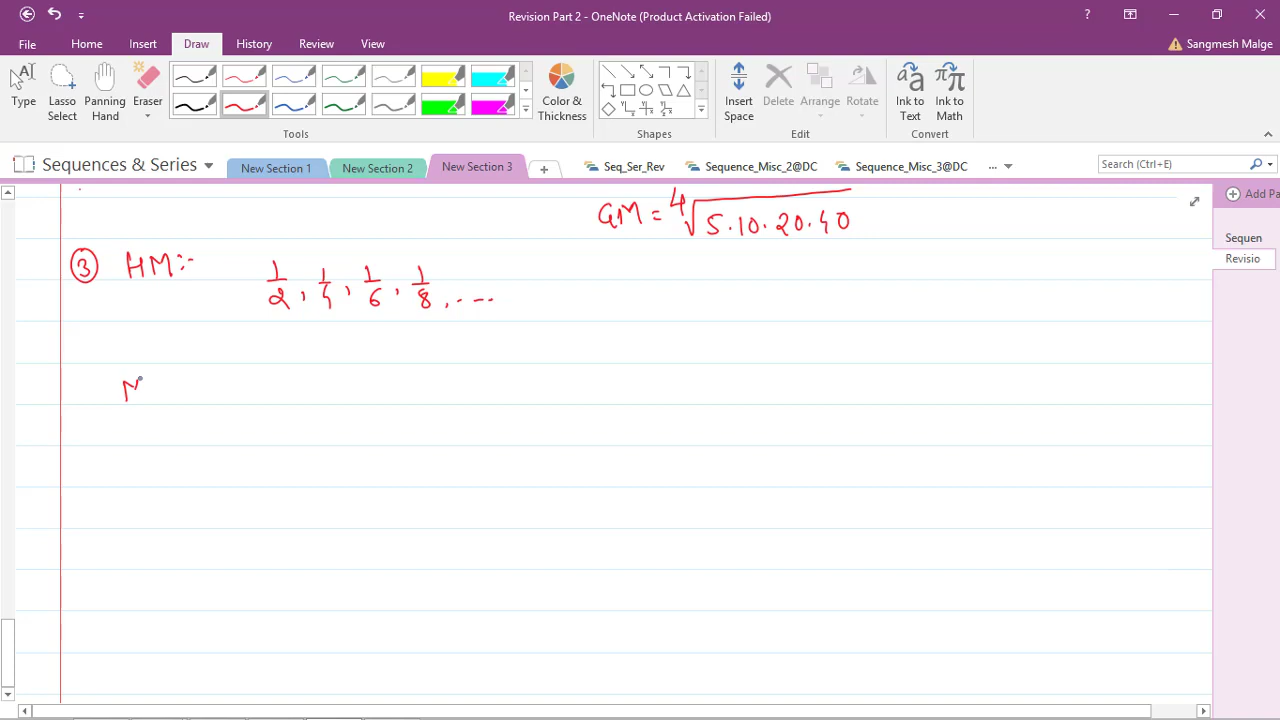 Revision Part 2 - OneNote (Product Activation Failed)
File Home Insert Draw History Review View Sangmesh Malge
Type Lasso Select Panning Hand Eraser Color & Thickness Insert Space Delete Arrange Rotate Ink to Text Ink to Math
Tools Shapes Edit Convert
Sequences & Series New Section 1 New Section 2 New Section 3 Seq_Ser_Rev Sequence_Misc_2@DC Sequence_Misc_3@DC ... Search (Ctrl+E)
Add Pa
Sequen
Revisio
GM = ∜(5·10·20·40)
③ HM :- 1/2, 1/4, 1/6, 1/8, ....